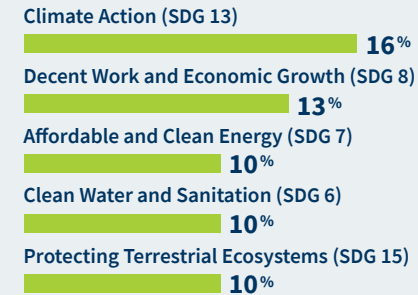 Climate Action (SDG 13)
16%
Decent Work and Economic Growth (SDG 8)
13%
Affordable and Clean Energy (SDG 7)
10%
Clean Water and Sanitation (SDG 6)
10%
Protecting Terrestrial Ecosystems (SDG 15)
10%